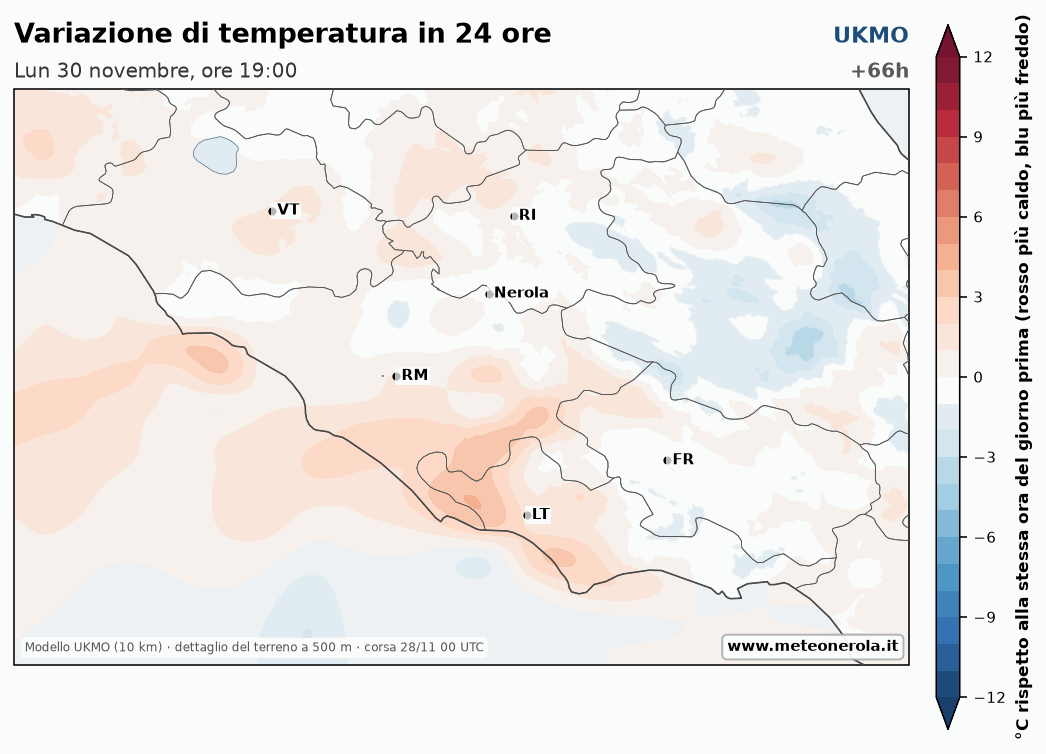 Variazione di temperatura in 24 ore
UKMO
Lun 30 novembre, ore 19:00
+66h
VT
RI
Nerola
RM
FR
LT
Modello UKMO (10 km) · dettaglio del terreno a 500 m · corsa 28/11 00 UTC
www.meteonerola.it
12
9
6
3
0
−3
−6
−9
−12
°C rispetto alla stessa ora del giorno prima (rosso più caldo, blu più freddo)